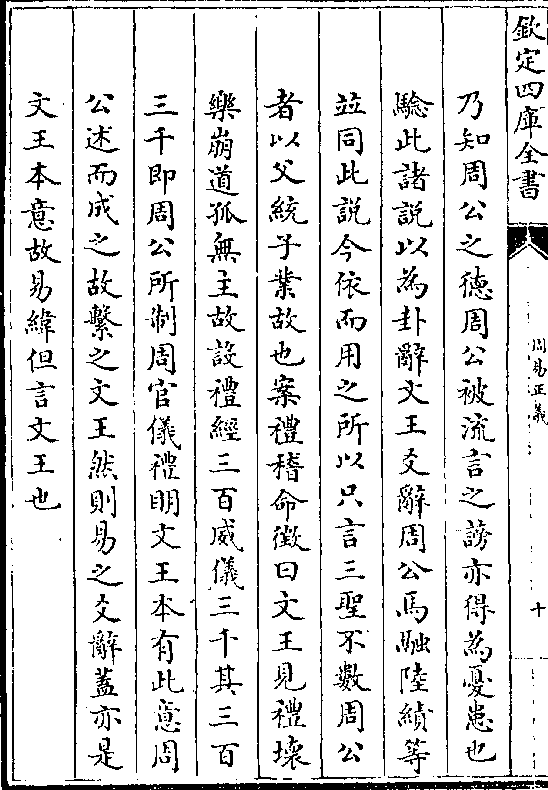 欽定四庫全書
周易正義
十
乃知周公之徳周公被流言之謗亦得為憂患也
驗此諸説以為卦辭文王爻辭周公馬融陸績等
竝同此説今依而用之所以只言三聖不數周公
者以父統子業故也案禮稽命徴曰文王見禮壊
樂崩道孤無主故設禮經三百威儀三千其三百
三千即周公所制周官儀禮明文王本有此意周
公述而成之故繫之文王然則易之爻辭蓋亦是
文王本意故易緯但言文王也